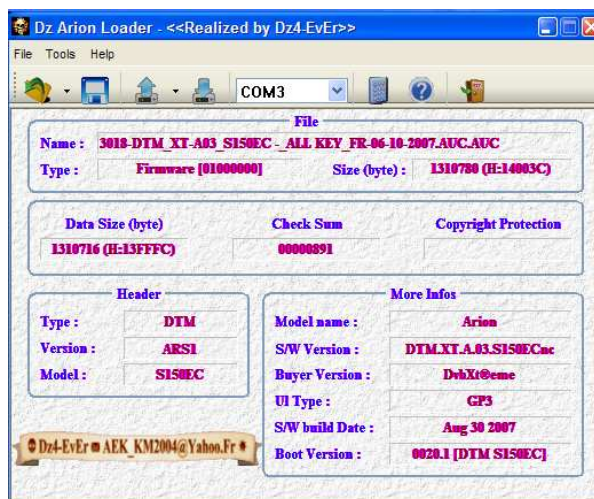 Dz Arion Loader - <<Realized by Dz4-EvEr>>
File Tools Help
COM3
File
Name : 3018-DTM_XT-A03_S150EC -_ALL KEY_FR-06-10-2007.AUC.AUC
Type : Firmware [01000000] Size (byte) : 1310780 (H:14003C)
Data Size (byte) Check Sum Copyright Protection
1310716 (H:13FFFC) 00000891
Header
Type : DTM
Version : ARS1
Model : S150EC
More Infos
Model name : Arion
S/W Version : DTM.XT.A.03.S150ECnc
Buyer Version : DvbXt®eme
UI Type : GP3
S/W build Date : Aug 30 2007
Boot Version : 0020.1 [DTM S150EC]
Dz4-EvEr AEK_KM2004@Yahoo.Fr